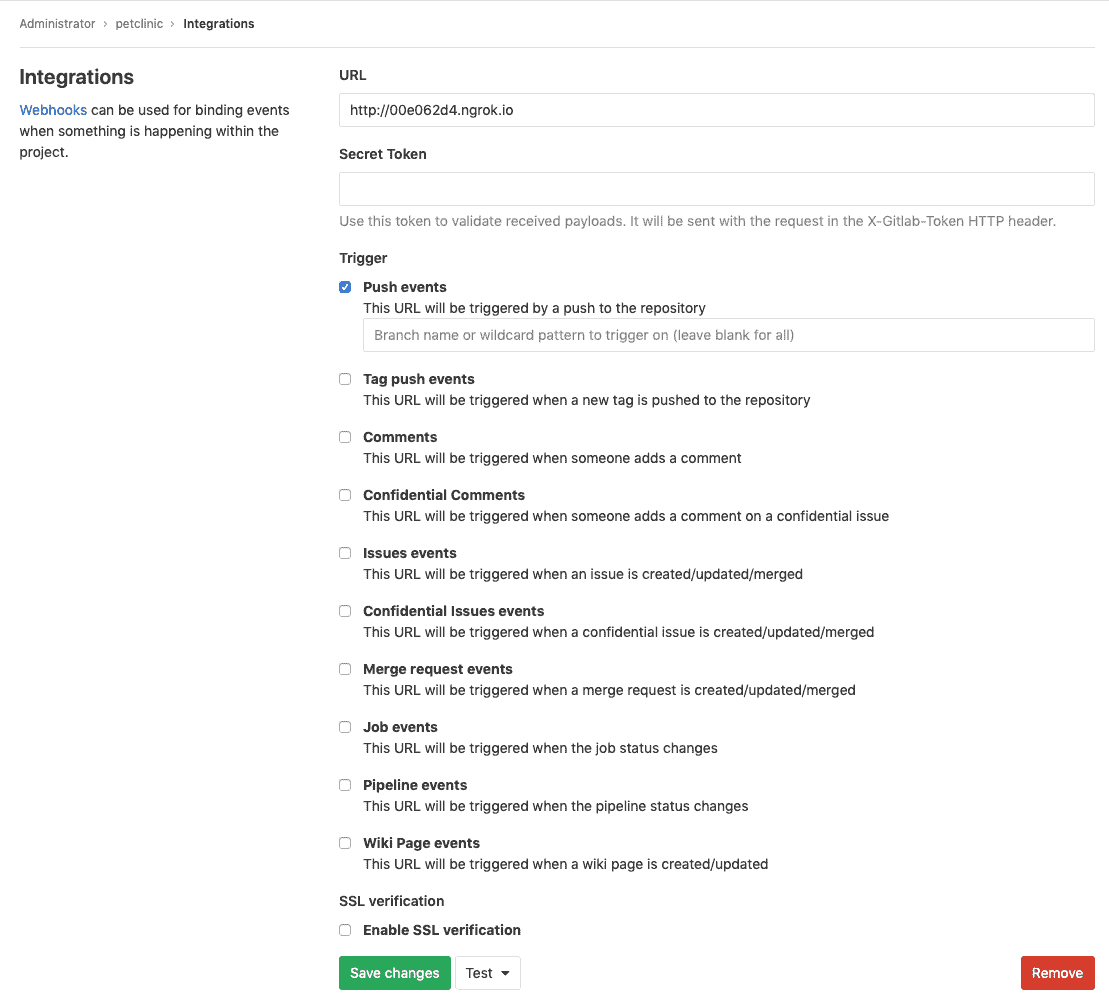 Administrator › petclinic › Integrations
Integrations
Webhooks can be used for binding events
when something is happening within the
project.
URL
http://00e062d4.ngrok.io
Secret Token
Use this token to validate received payloads. It will be sent with the request in the X-Gitlab-Token HTTP header.
Trigger
Push events
This URL will be triggered by a push to the repository
Branch name or wildcard pattern to trigger on (leave blank for all)
Tag push events
This URL will be triggered when a new tag is pushed to the repository
Comments
This URL will be triggered when someone adds a comment
Confidential Comments
This URL will be triggered when someone adds a comment on a confidential issue
Issues events
This URL will be triggered when an issue is created/updated/merged
Confidential Issues events
This URL will be triggered when a confidential issue is created/updated/merged
Merge request events
This URL will be triggered when a merge request is created/updated/merged
Job events
This URL will be triggered when the job status changes
Pipeline events
This URL will be triggered when the pipeline status changes
Wiki Page events
This URL will be triggered when a wiki page is created/updated
SSL verification
Enable SSL verification
Save changes Test Remove